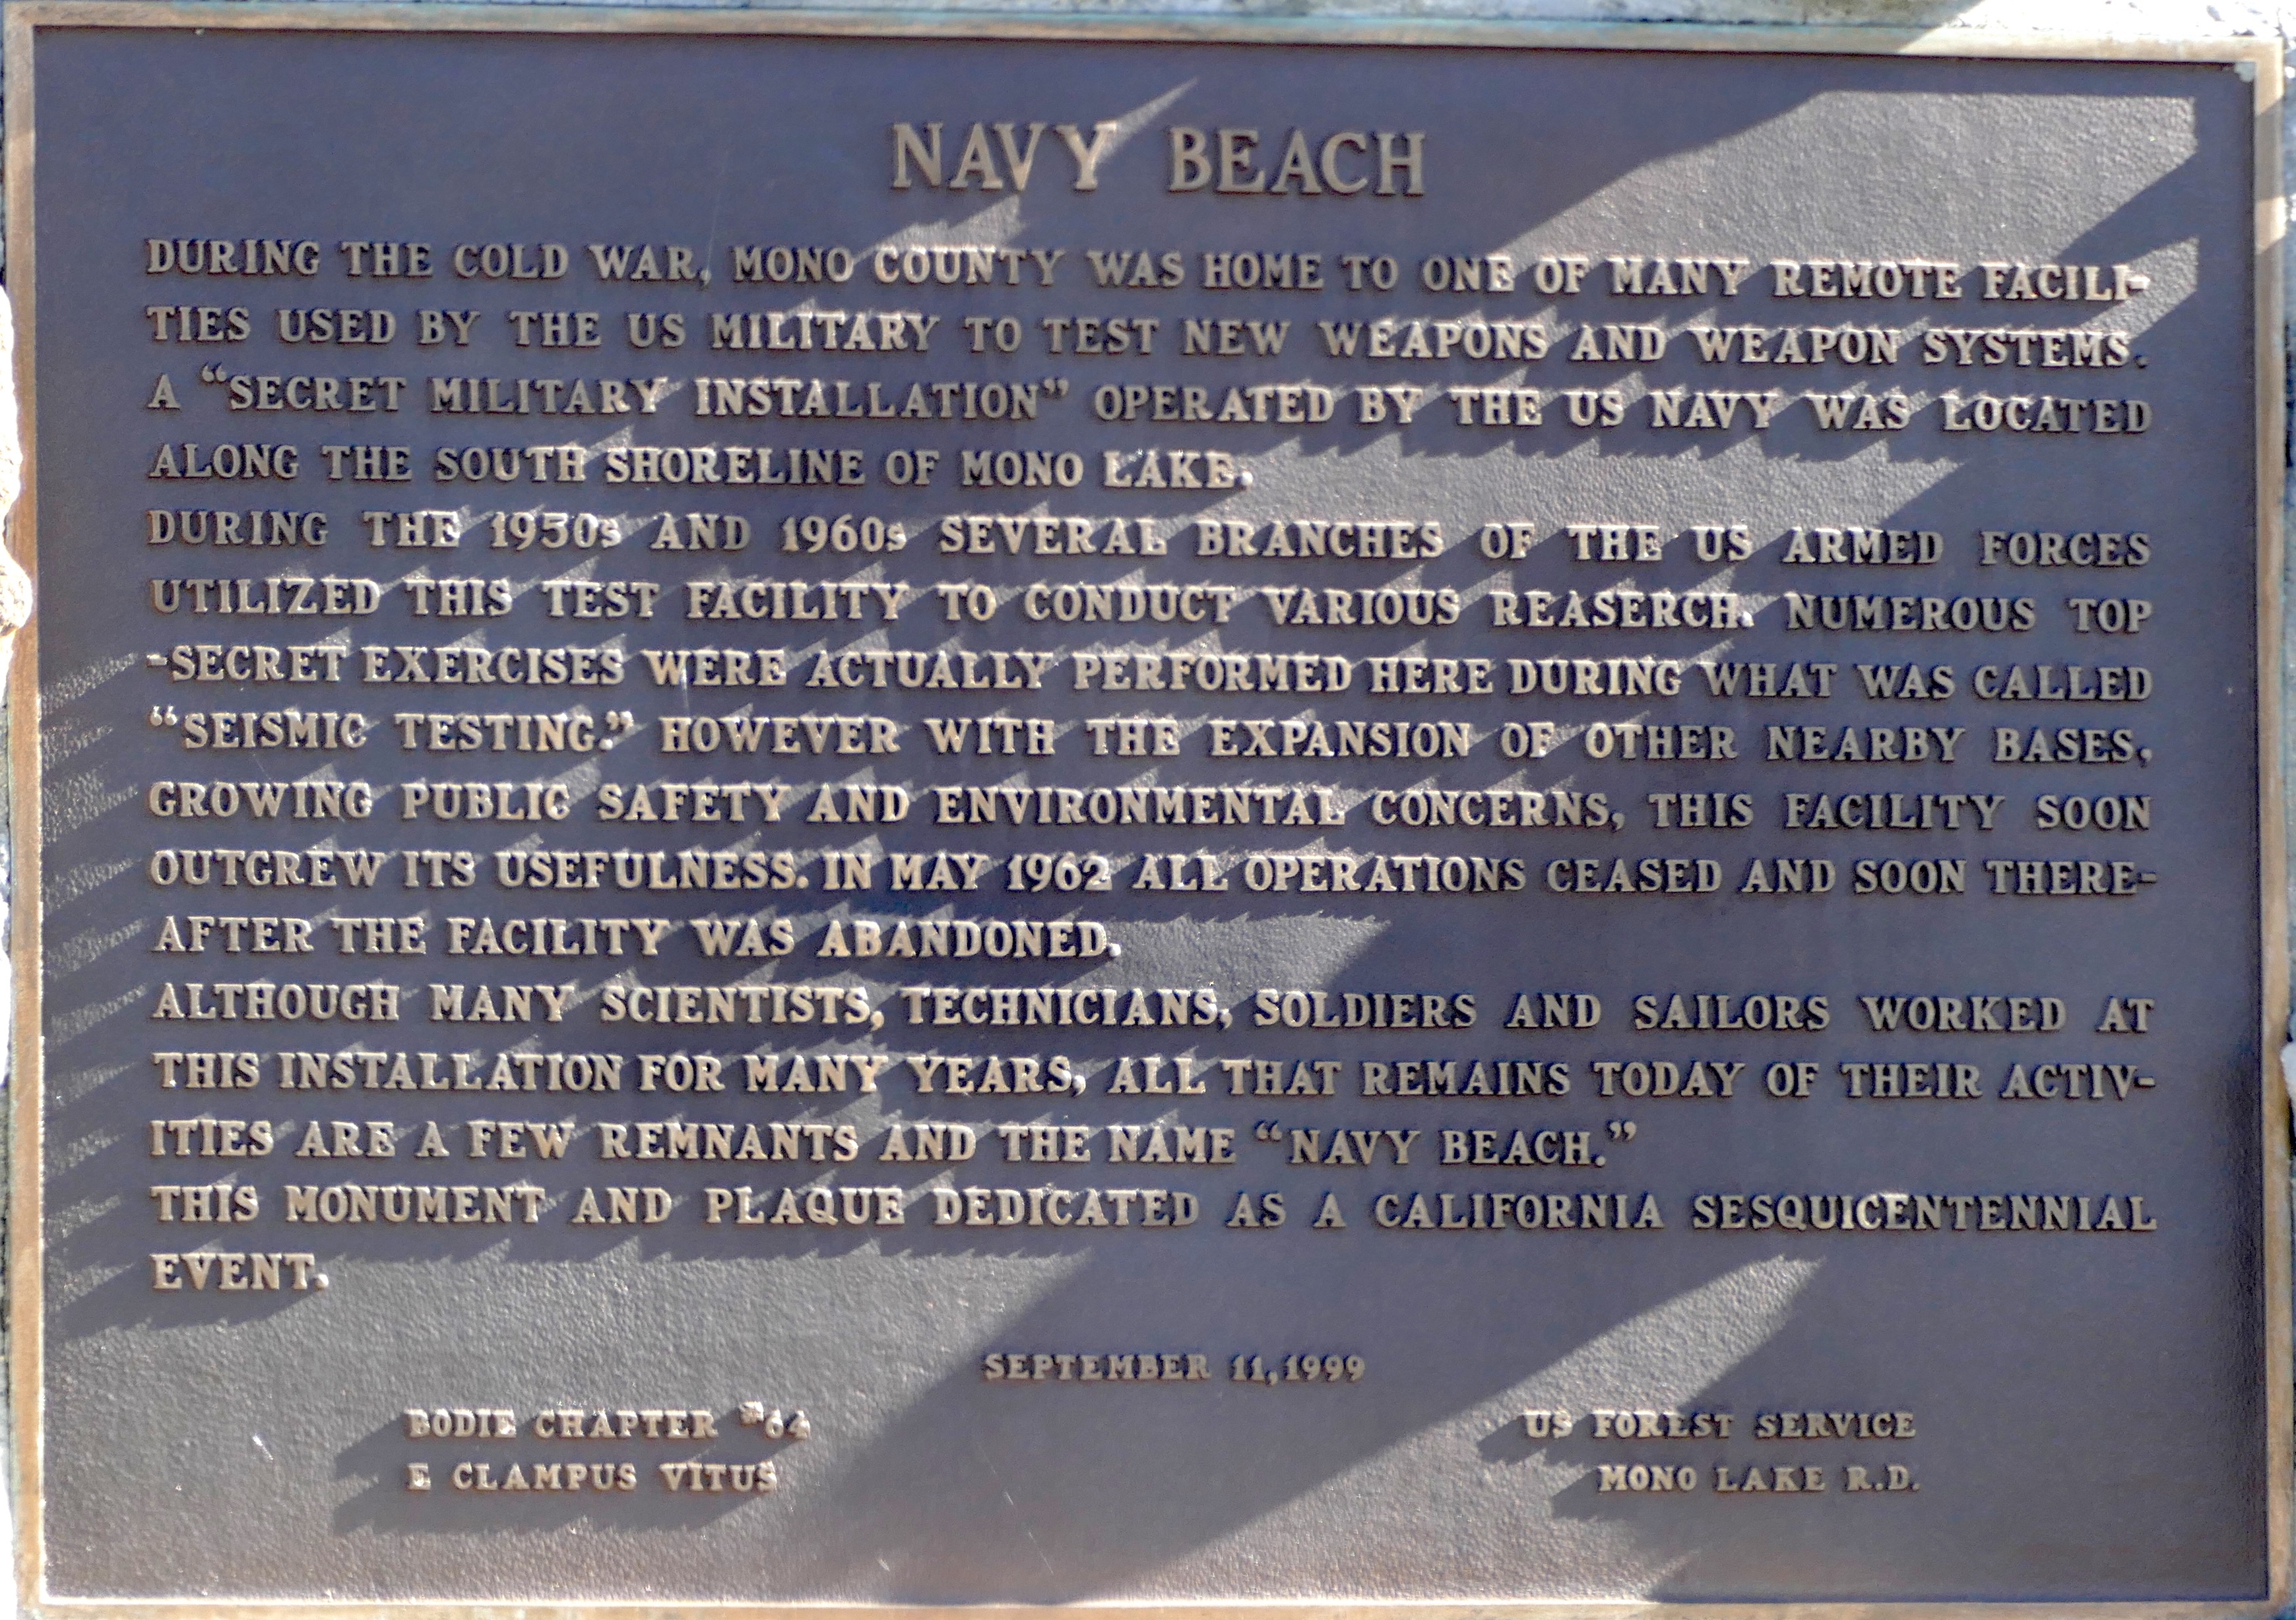 NAVY BEACH
DURING THE COLD WAR, MONO COUNTY WAS HOME TO ONE OF MANY REMOTE FACILI-
TIES USED BY THE US MILITARY TO TEST NEW WEAPONS AND WEAPON SYSTEMS.
A “SECRET MILITARY INSTALLATION” OPERATED BY THE US NAVY WAS LOCATED
ALONG THE SOUTH SHORELINE OF MONO LAKE.
DURING THE 1950s AND 1960s SEVERAL BRANCHES OF THE US ARMED FORCES
UTILIZED THIS TEST FACILITY TO CONDUCT VARIOUS REASERCH. NUMEROUS TOP
-SECRET EXERCISES WERE ACTUALLY PERFORMED HERE DURING WHAT WAS CALLED
“SEISMIC TESTING.” HOWEVER WITH THE EXPANSION OF OTHER NEARBY BASES,
GROWING PUBLIC SAFETY AND ENVIRONMENTAL CONCERNS, THIS FACILITY SOON
OUTGREW ITS USEFULNESS. IN MAY 1962 ALL OPERATIONS CEASED AND SOON THERE-
AFTER THE FACILITY WAS ABANDONED.
ALTHOUGH MANY SCIENTISTS, TECHNICIANS, SOLDIERS AND SAILORS WORKED AT
THIS INSTALLATION FOR MANY YEARS, ALL THAT REMAINS TODAY OF THEIR ACTIV-
ITIES ARE A FEW REMNANTS AND THE NAME “NAVY BEACH.”
THIS MONUMENT AND PLAQUE DEDICATED AS A CALIFORNIA SESQUICENTENNIAL
EVENT.
SEPTEMBER 11, 1999
BODIE CHAPTER #64
E CLAMPUS VITUS
US FOREST SERVICE
MONO LAKE R.D.